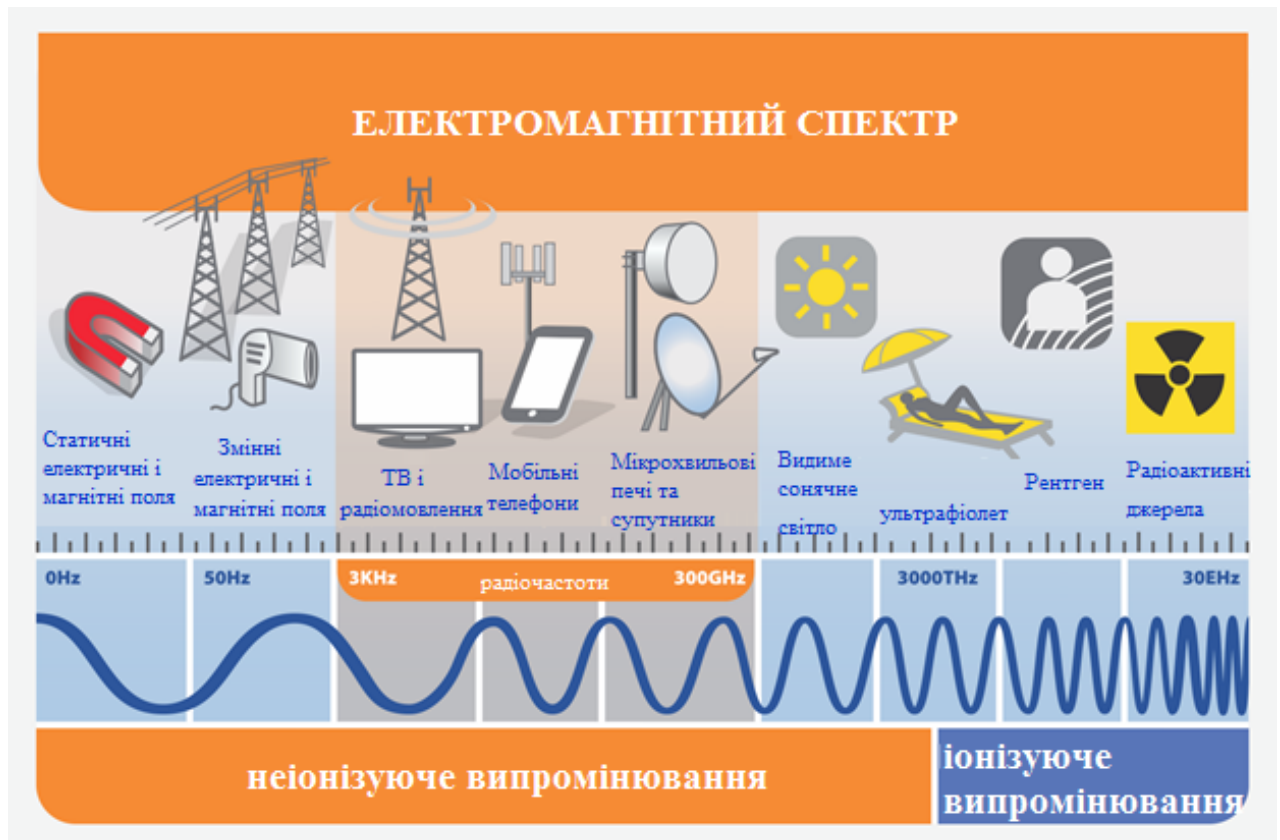 ЕЛЕКТРОМАГНІТНИЙ СПЕКТР
Статичні
електричні і
магнітні поля
Змінні
електричні і
магнітні поля
ТВ і
радіомовлення
Мобільні
телефони
Мікрохвильові
печі та
супутники
Видиме
сонячне
світло
ультрафіолет
Рентген
Радіоактивні
джерела
0Hz
50Hz
3KHz
радіочастоти
300GHz
3000THz
30EHz
неіонізуюче випромінювання
іонізуюче
випромінювання